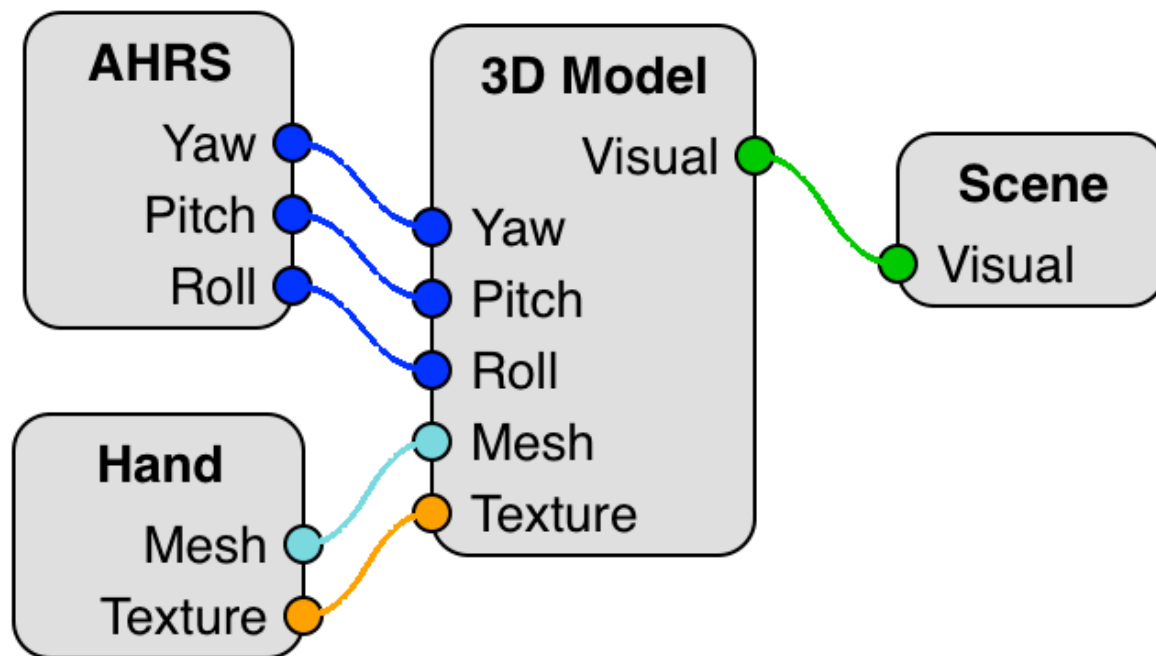 AHRS
Yaw
Pitch
Roll
Hand
Mesh
Texture
3D Model
Visual
Yaw
Pitch
Roll
Mesh
Texture
Scene
Visual